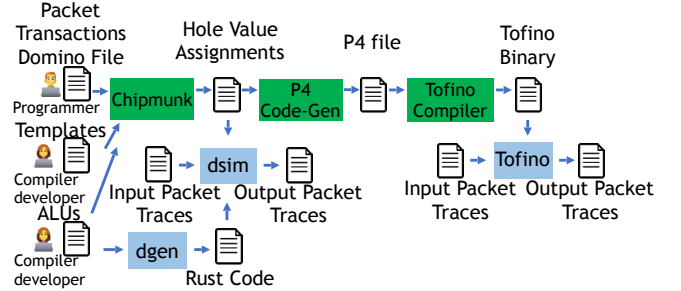 Packet
Transactions
Domino File
Hole Value
Assignments
P4 file
Tofino
Binary
Programmer
Chipmunk
P4
Code-Gen
Tofino
Compiler
Templates
Compiler
developer
dsim
Tofino
Input Packet
Traces
Output Packet
Traces
Input Packet
Traces
Output Packet
Traces
ALUs
Compiler
developer
dgen
Rust Code